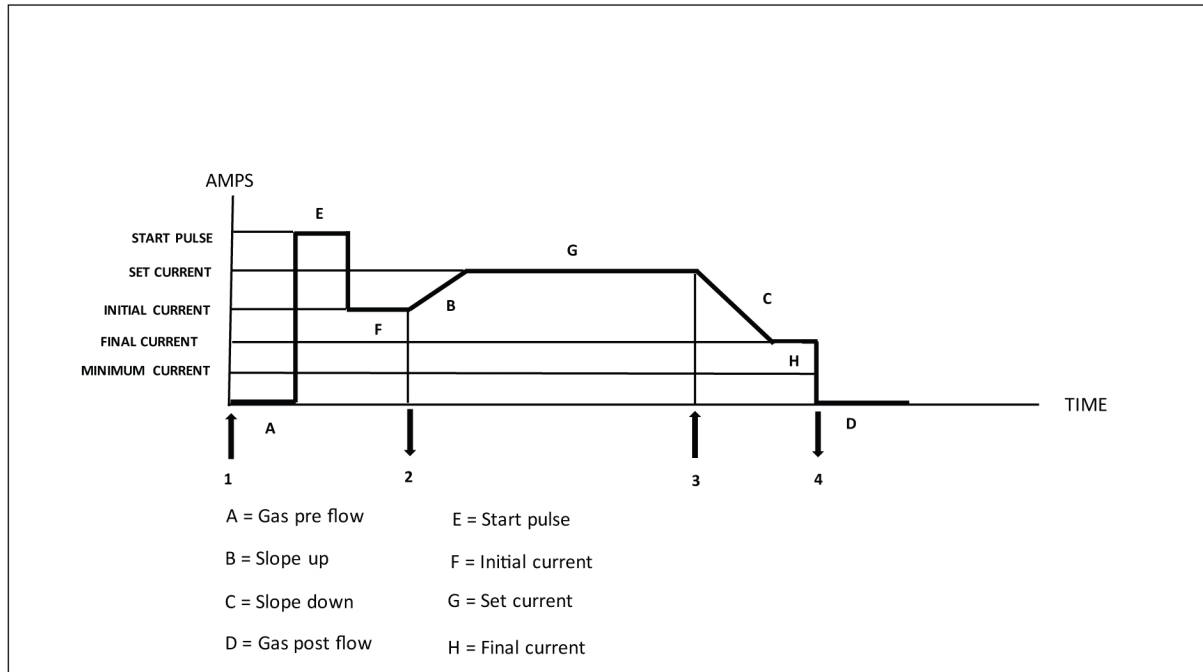 AMPS
E
START PULSE
SET CURRENT
G
INITIAL CURRENT
B
C
F
FINAL CURRENT
H
MINIMUM CURRENT
TIME
A
D
1
2
3
4
A = Gas pre flow
E = Start pulse
B = Slope up
F = Initial current
C = Slope down
G = Set current
D = Gas post flow
H = Final current